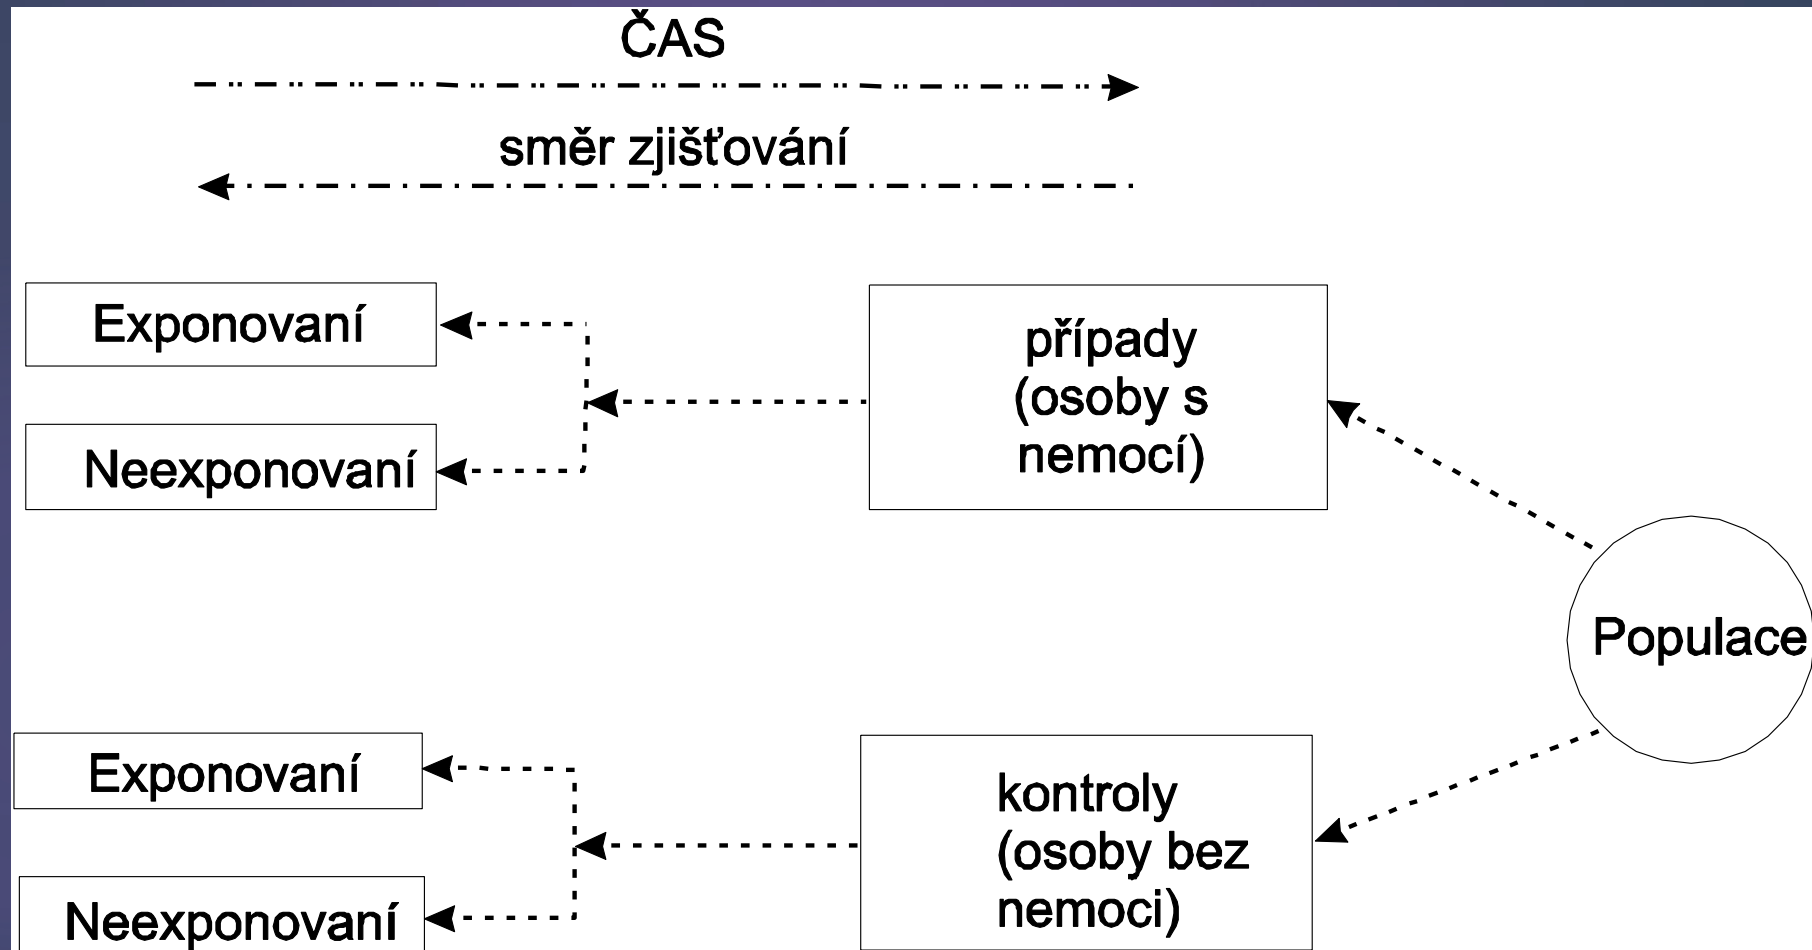 ČAS
směr zjišťování
Exponovaní
Neexponovaní
případy
(osoby s
nemocí)
Populace
Exponovaní
Neexponovaní
kontroly
(osoby bez
nemoci)